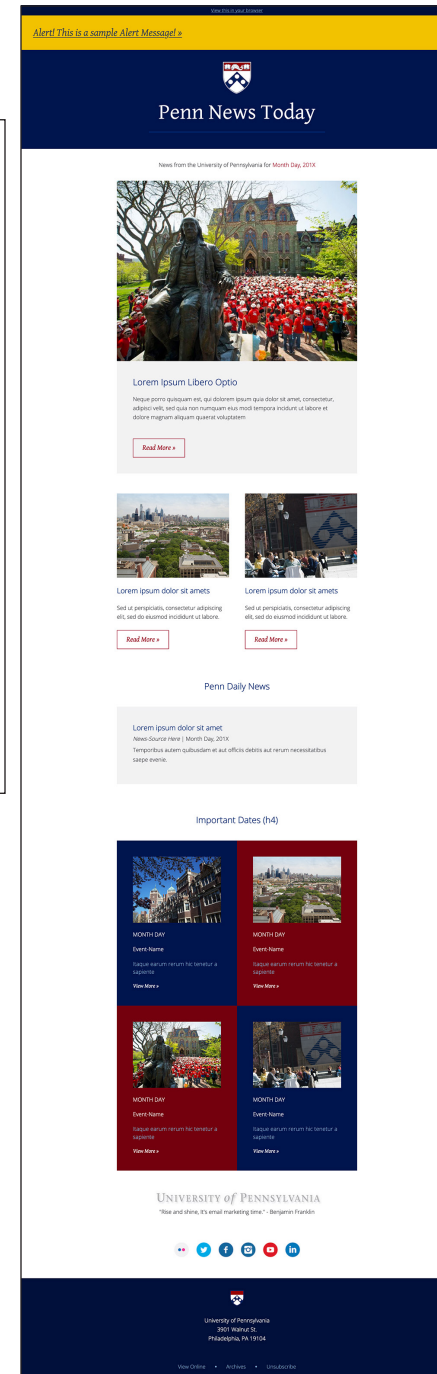 View this in your browser
Alert! This is a sample Alert Message! »
Penn News Today
News from the University of Pennsylvania for Month Day, 201X
Lorem Ipsum Libero Optio
Neque porro quisquam est, qui dolorem ipsum quia dolor sit amet, consectetur,
adipisci velit, sed quia non numquam eius modi tempora incidunt ut labore et
dolore magnam aliquam quaerat voluptatem
Read More »
Lorem ipsum dolor sit amets
Sed ut perspiciatis, consectetur adipiscing
elit, sed do eiusmod incididunt ut labore.
Read More »
Lorem ipsum dolor sit amets
Sed ut perspiciatis, consectetur adipiscing
elit, sed do eiusmod incididunt ut labore.
Read More »
Penn Daily News
Lorem ipsum dolor sit amet
News-Source Here | Month Day, 201X
Temporibus autem quibusdam et aut officiis debitis aut rerum necessitatibus
saepe evenie.
Important Dates (h4)
MONTH DAY
Event-Name
Itaque earum rerum hic tenetur a
sapiente
View More »
MONTH DAY
Event-Name
Itaque earum rerum hic tenetur a
sapiente
View More »
MONTH DAY
Event-Name
Itaque earum rerum hic tenetur a
sapiente
View More »
MONTH DAY
Event-Name
Itaque earum rerum hic tenetur a
sapiente
View More »
UNIVERSITY of PENNSYLVANIA
"Rise and shine, it's email marketing time." - Benjamin Franklin
University of Pennsylvania
3901 Walnut St.
Philadelphia, PA 19104
View Online • Archives • Unsubscribe